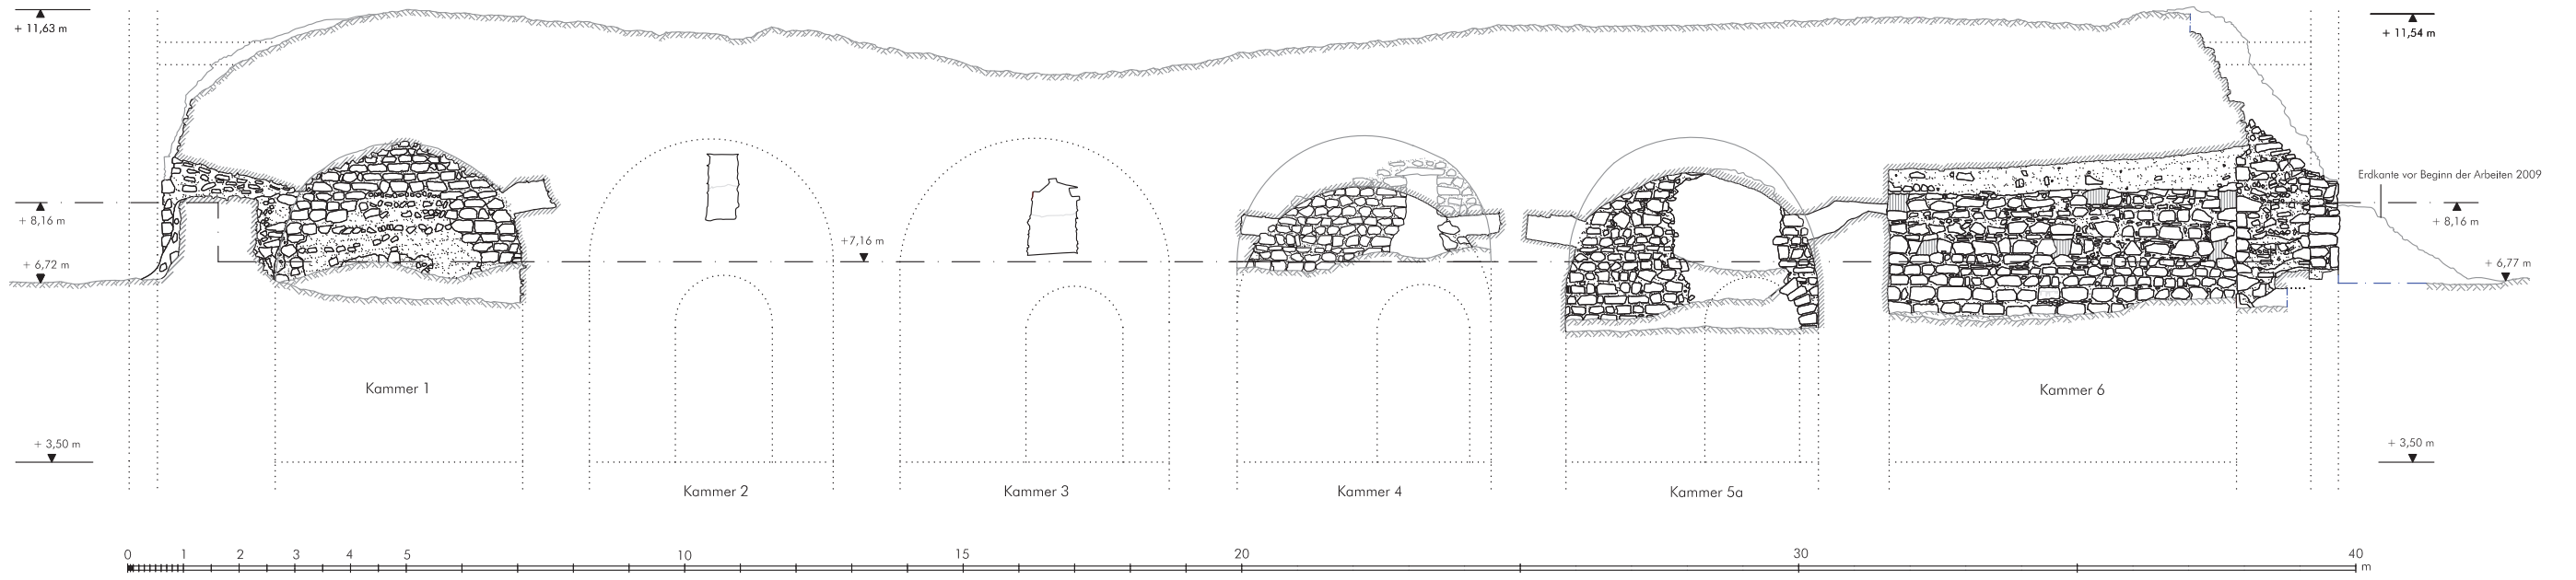 + 11,63 m
+ 11,54 m
Erdkante vor Beginn der Arbeiten 2009
+ 8,16 m
+ 8,16 m
+7,16 m
+ 6,72 m
+ 6,77 m
Kammer 1
Kammer 6
+ 3,50 m
+ 3,50 m
Kammer 2
Kammer 3
Kammer 4
Kammer 5a
0 1 2 3 4 5 10 15 20 30 40
m